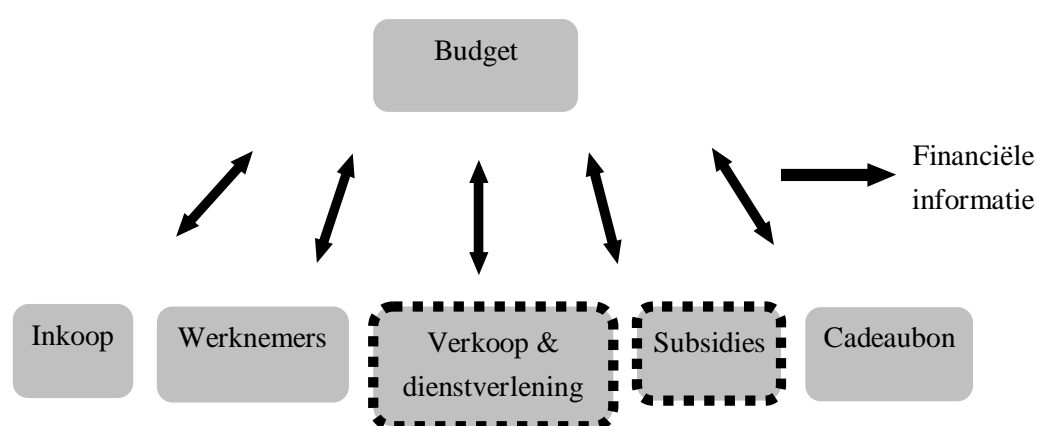 Budget
Financiële
informatie
Inkoop
Werknemers
Verkoop &
dienstverlening
Subsidies
Cadeaubon